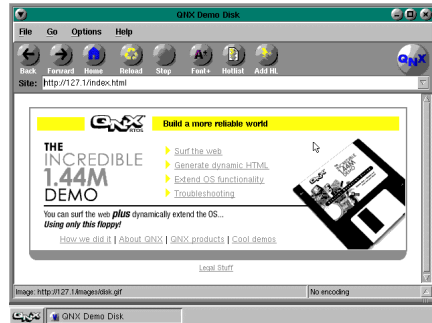 QNX Demo Disk
File Go Options Help
Back Forward Home Reload Stop Font+ Hotlist Add HL
QNX
Site: http://127.1/index.html
QNX RTOS Build a more reliable world
THE
INCREDIBLE
1.44M
DEMO
Surf the web
Generate dynamic HTML
Extend OS functionality
Troubleshooting
You can surf the web plus dynamically extend the OS...
Using only this floppy!
How we did it | About QNX | QNX products | Cool demos
Legal Stuff
Image: http://127.1/images/disk.gif No encoding
QNX QNX Demo Disk